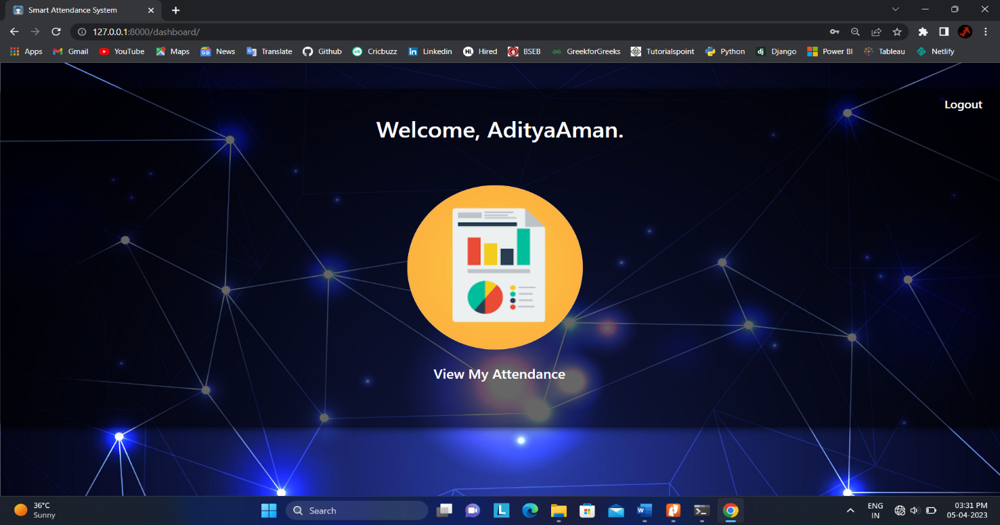 Smart Attendance System
127.0.0.1:8000/dashboard/
Apps Gmail YouTube Maps News Translate Github Cricbuzz Linkedin Hired BSEB GreekforGreeks Tutorialspoint Python Django Power BI Tableau Netlify
Logout
Welcome, AdityaAman.
View My Attendance
36°C
Sunny
Search
ENG
IN
03:31 PM
05-04-2023